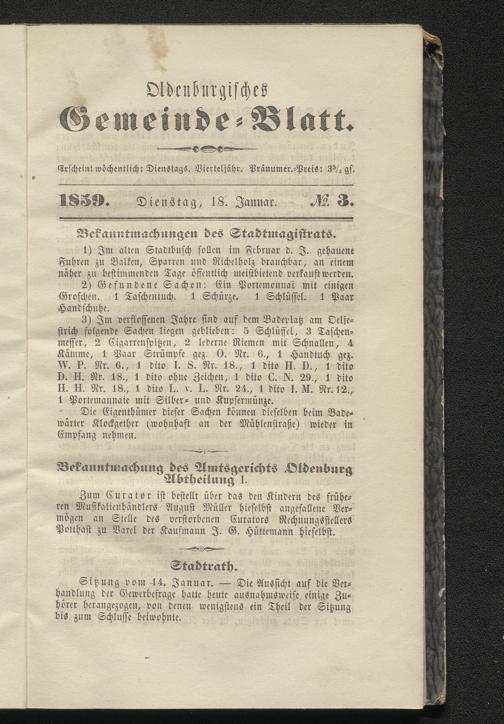 Oldenburgisches
Gemeinde-Blatt.
Erscheint wöchentlich: Dienstags. Vierteljähr. Pränumer.-Preis: 3¾ gf.
1859. Dienstag, 18. Januar. № 3.
Bekanntmachungen des Stadtmagistrats.
1) Im alten Stadtbusch sollen im Februar d. J. gehauene
Fuhren zu Balken, Sparren und Richelholz brauchbar, an einem
näher zu bestimmenden Tage öffentlich meistbietend verkauft werden.
2) Gefundene Sachen: Ein Portemonnai mit einigen
Groschen. 1 Taschentuch. 1 Schürze. 1 Schlüssel. 1 Paar
Handschuhe.
3) Im verflossenen Jahre sind auf dem Badeplatz am Oelje-
strich folgende Sachen liegen geblieben: 5 Schlüssel, 3 Taschen-
messer, 2 Cigarrenspitzen, 2 lederne Riemen mit Schnallen, 4
Kämme, 1 Paar Strümpfe gez. O. Nr. 6., 1 Handtuch gez.
W. P. Nr. 6., 1 dito I. S. Nr. 18., 1 dito H. D., 1 dito
D. H. Nr. 18., 1 dito ohne Zeichen, 1 dito C. N. 29., 1 dito
H. H. Nr. 18., 1 dito L. v. L. Nr. 24., 1 dito I. M. Nr. 12.,
1 Portemannaie mit Silber- und Kupfermünze.
Die Eigenthümer dieser Sachen können dieselben beim Bade-
wärter Klockgether (wohnhaft an der Mühlenstraße) wieder in
Empfang nehmen.
Bekanntmachung des Amtsgerichts Oldenburg
Abtheilung I.
Zum Curator ist bestellt über das den Kindern des frühe-
ren Musikalienhändlers August Müller hieselbst angefallene Ver-
mögen an Stelle des verstorbenen Curators Rechnungsstellers
Potthast zu Varel der Kaufmann J. G. Hüttemann hieselbst.
Stadtrath.
Sitzung vom 14. Januar. — Die Aussicht auf die Ver-
handlung der Gewerbefrage hatte heute ausnahmsweise einige Zu-
hörer herangezogen, von denen wenigstens ein Theil der Sitzung
bis zum Schlusse beiwohnte.